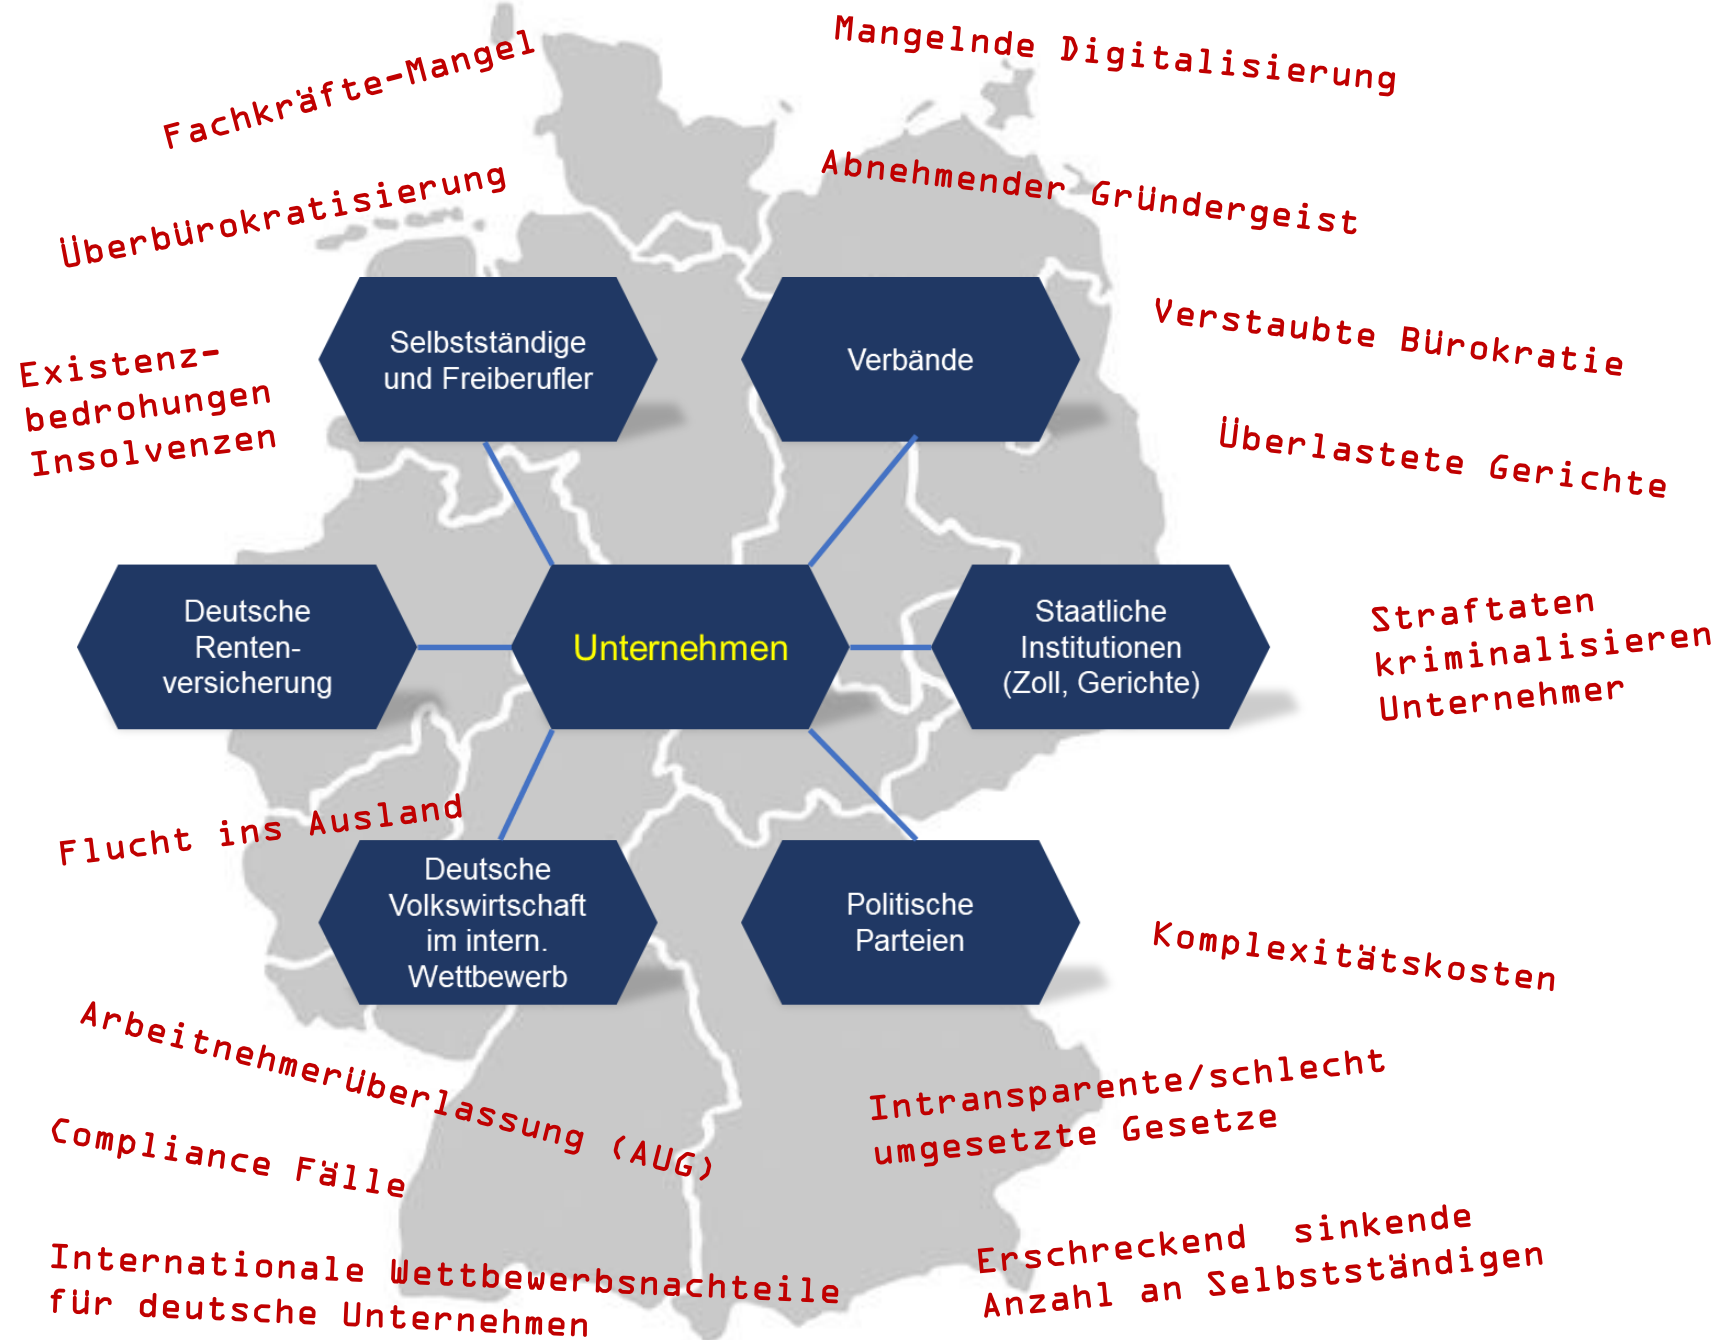 Fachkräfte-Mangel
Mangelnde Digitalisierung
Überbürokratisierung
Abnehmender Gründergeist
Existenz-
bedrohungen
Insolvenzen
Selbstständige
und Freiberufler
Verbände
Verstaubte Bürokratie
Überlastete Gerichte
Deutsche
Renten-
versicherung
Unternehmen
Staatliche
Institutionen
(Zoll, Gerichte)
Straftaten
kriminalisieren
Unternehmer
Flucht ins Ausland
Deutsche
Volkswirtschaft
im intern.
Wettbewerb
Politische
Parteien
Komplexitätskosten
Arbeitnehmerüberlassung (AUG)
Intransparente/schlecht
umgesetzte Gesetze
Compliance Fälle
Internationale Wettbewerbsnachteile
für deutsche Unternehmen
Erschreckend sinkende
Anzahl an Selbstständigen